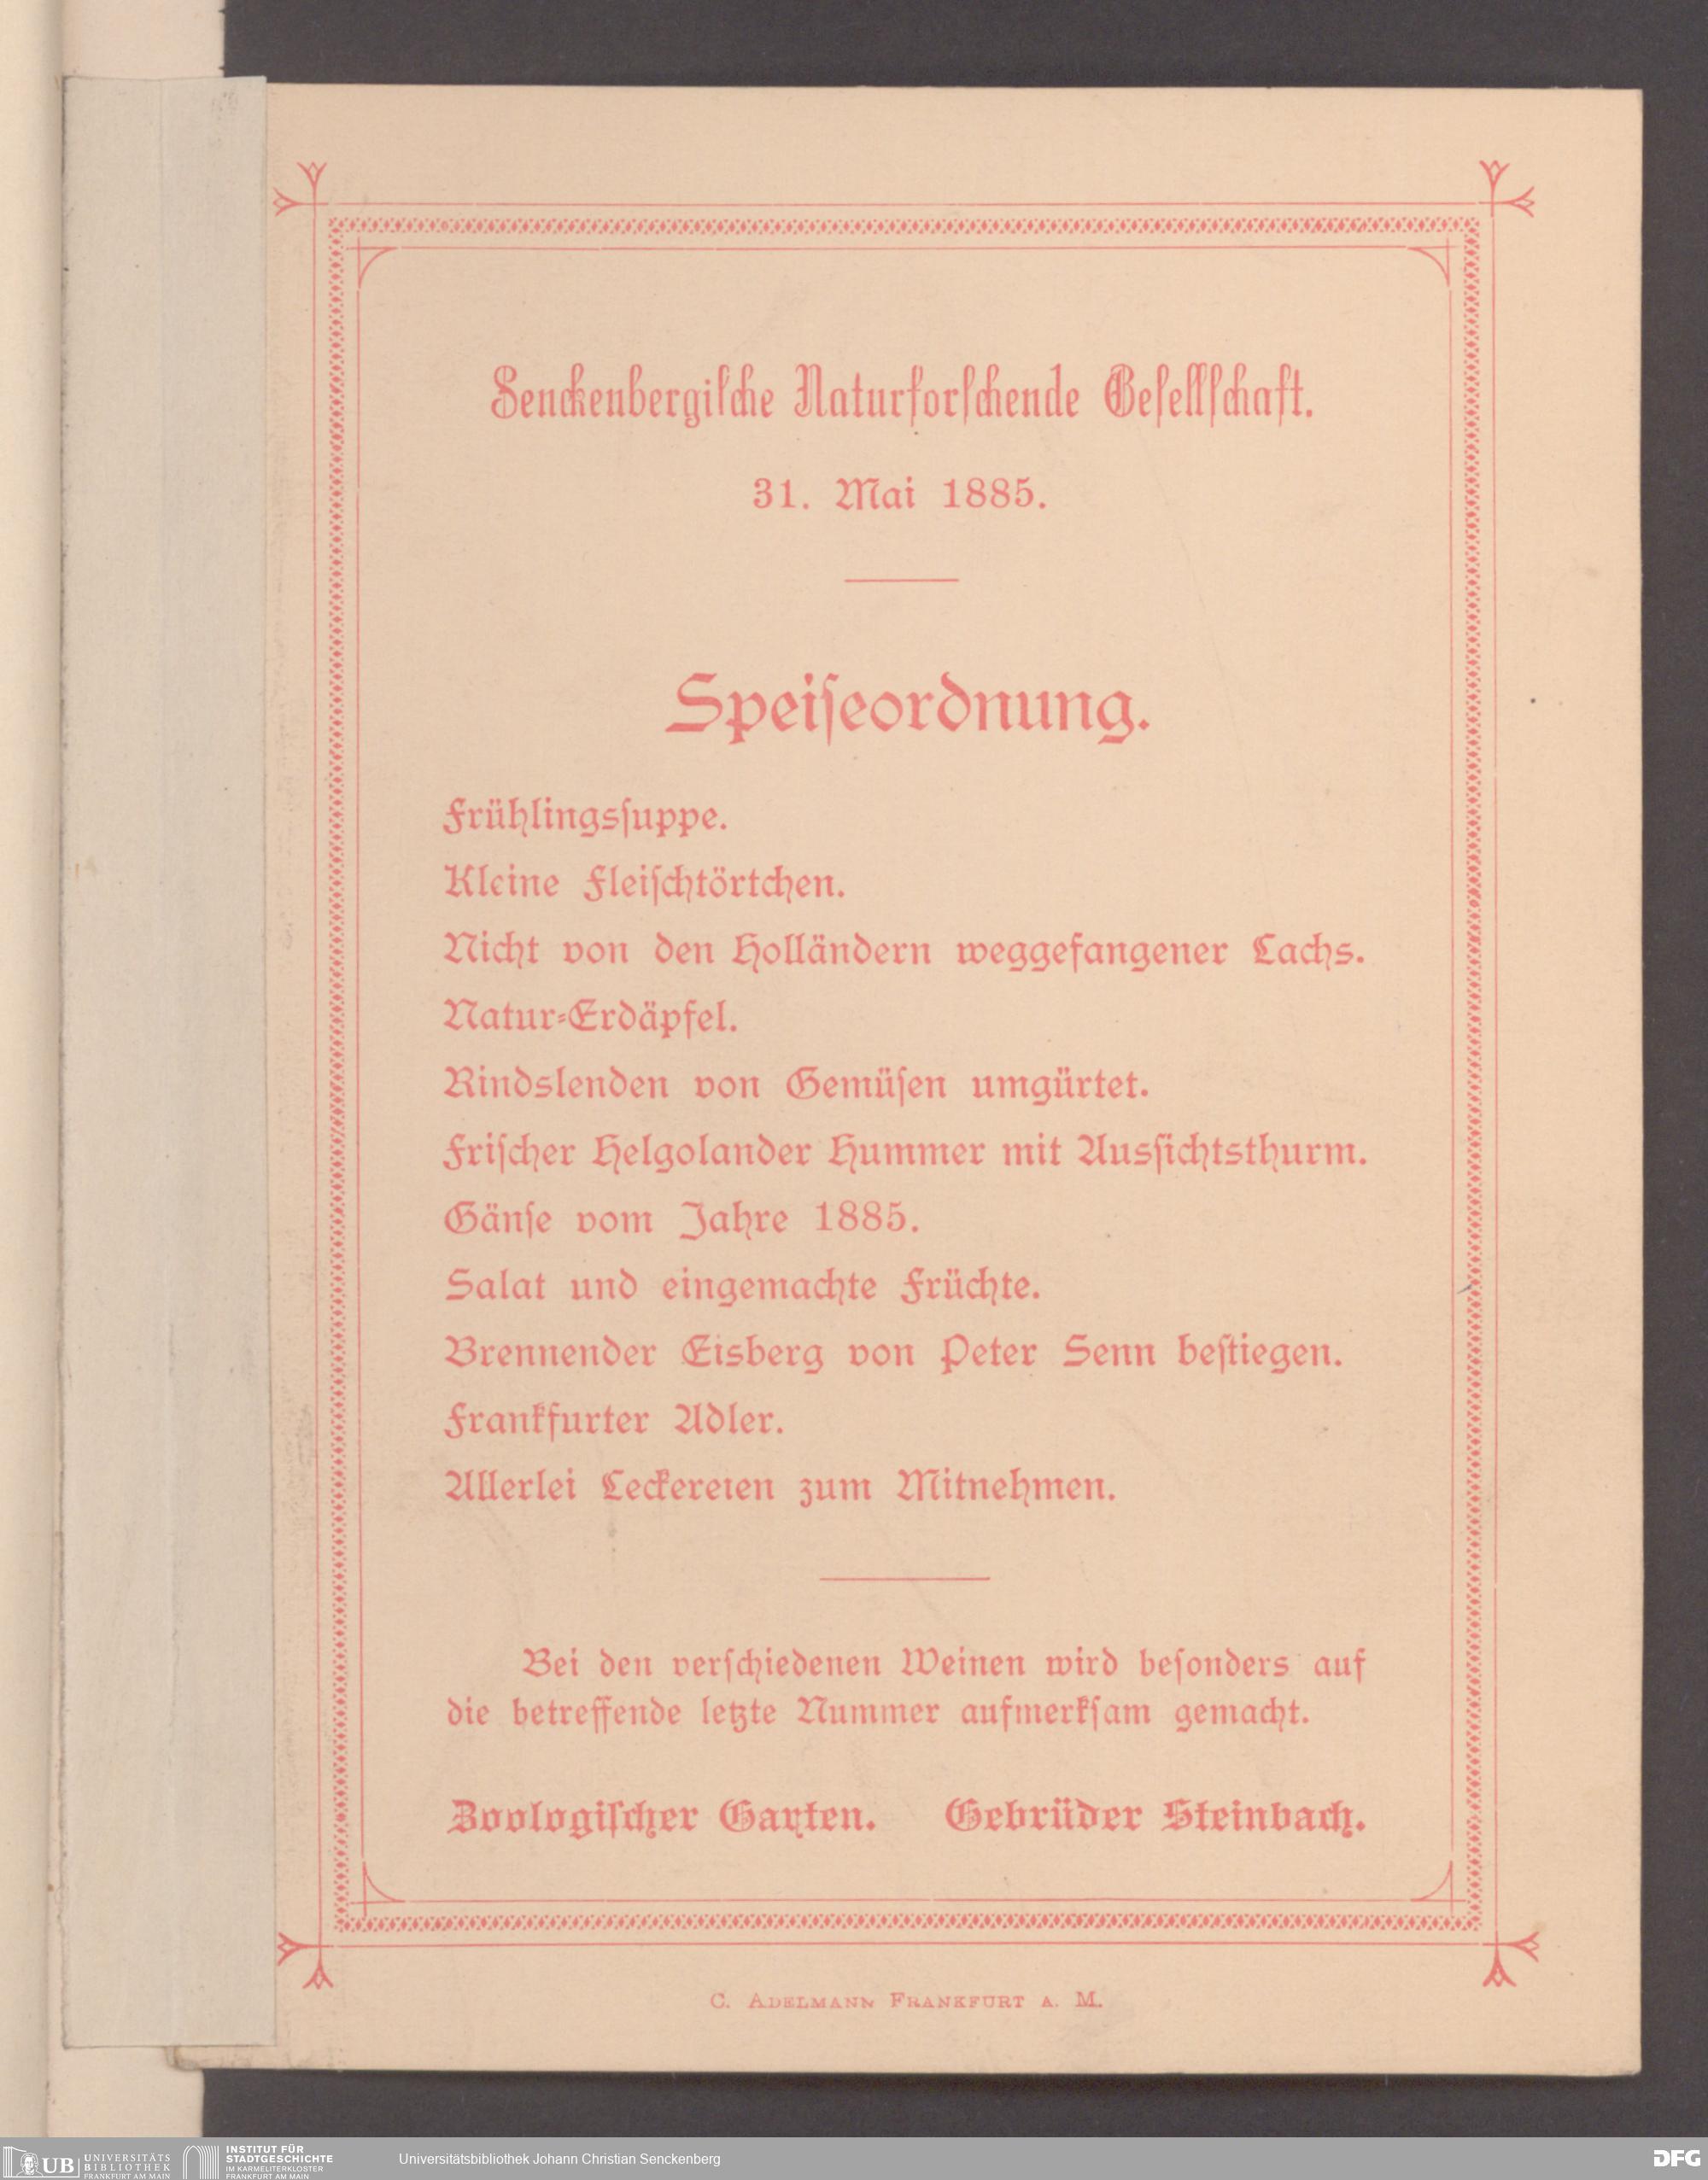 Senckenbergische Naturforschende Gesellschaft.
31. Mai 1885.
Speiseordnung.
Frühlingssuppe.
Kleine Fleischtörtchen.
Nicht von den Holländern weggefangener Lachs.
Natur-Erdäpfel.
Rindslenden von Gemüsen umgürtet.
Frischer Helgolander Hummer mit Aussichtsthurm.
Gänse vom Jahre 1885.
Salat und eingemachte Früchte.
Brennender Eisberg von Peter Senn bestiegen.
Frankfurter Adler.
Allerlei Leckereien zum Mitnehmen.
Bei den verschiedenen Weinen wird besonders auf
die betreffende letzte Nummer aufmerksam gemacht.
Zoologischer Garten. Gebrüder Steinbach.
C. Adelmann Frankfurt a. M.
UB UNIVERSITÄTS
BIBLIOTHEK
FRANKFURT AM MAIN
INSTITUT FÜR
STADTGESCHICHTE
IM KARMELITERKLOSTER
FRANKFURT AM MAIN
Universitätsbibliothek Johann Christian Senckenberg
DFG